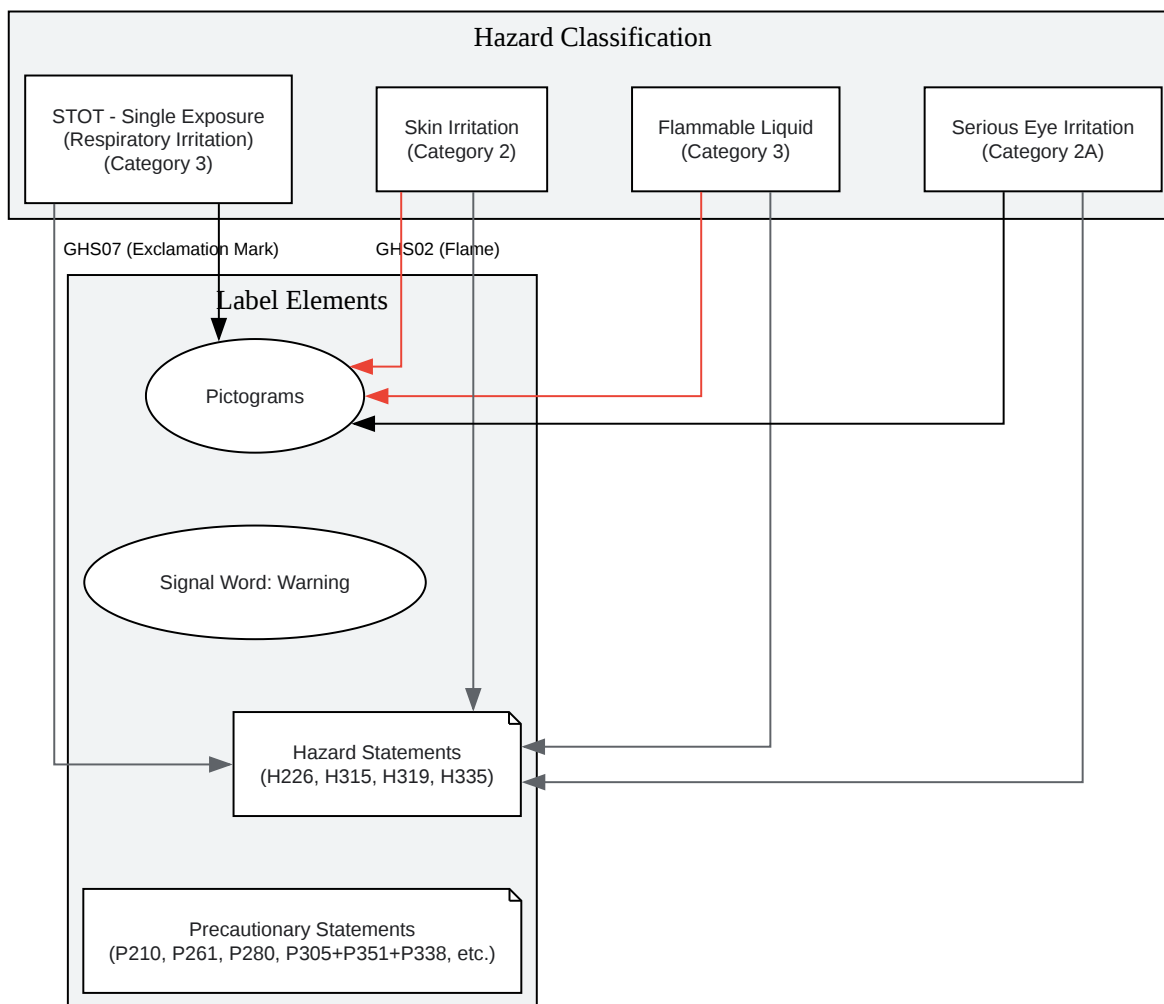 Hazard Classification
STOT - Single Exposure
(Respiratory Irritation)
(Category 3)
Skin Irritation
(Category 2)
Flammable Liquid
(Category 3)
Serious Eye Irritation
(Category 2A)
GHS07 (Exclamation Mark)
GHS02 (Flame)
Label Elements
Pictograms
Signal Word: Warning
Hazard Statements
(H226, H315, H319, H335)
Precautionary Statements
(P210, P261, P280, P305+P351+P338, etc.)